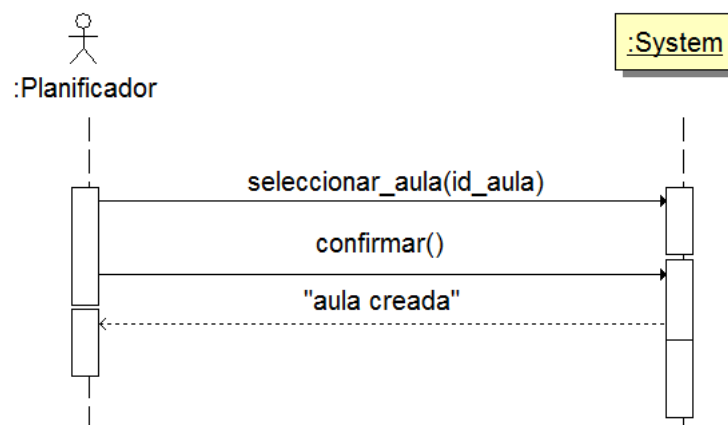 :Planificador
:System
seleccionar_aula(id_aula)
confirmar()
"aula creada"